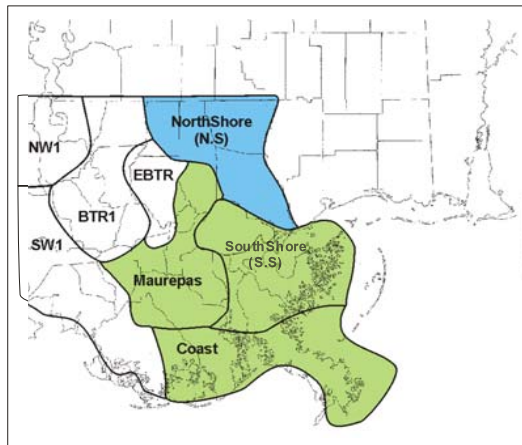 NorthShore
(N.S)
NW1
EBTR
BTR1
SW1
SouthShore
(S.S)
Maurepas
Coast